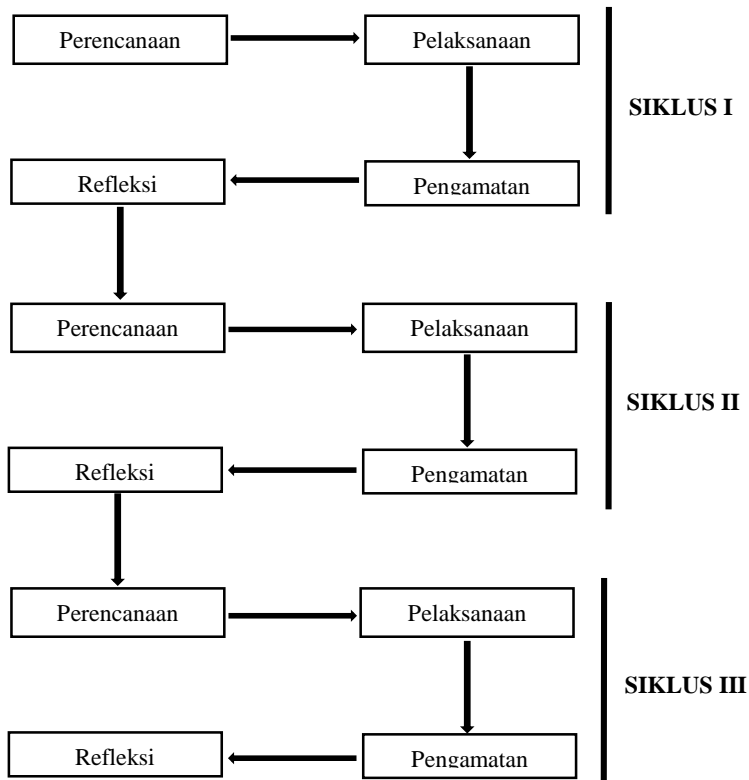 Perencanaan
Pelaksanaan
SIKLUS I
Refleksi
Pengamatan
Perencanaan
Pelaksanaan
SIKLUS II
Refleksi
Pengamatan
Perencanaan
Pelaksanaan
SIKLUS III
Refleksi
Pengamatan